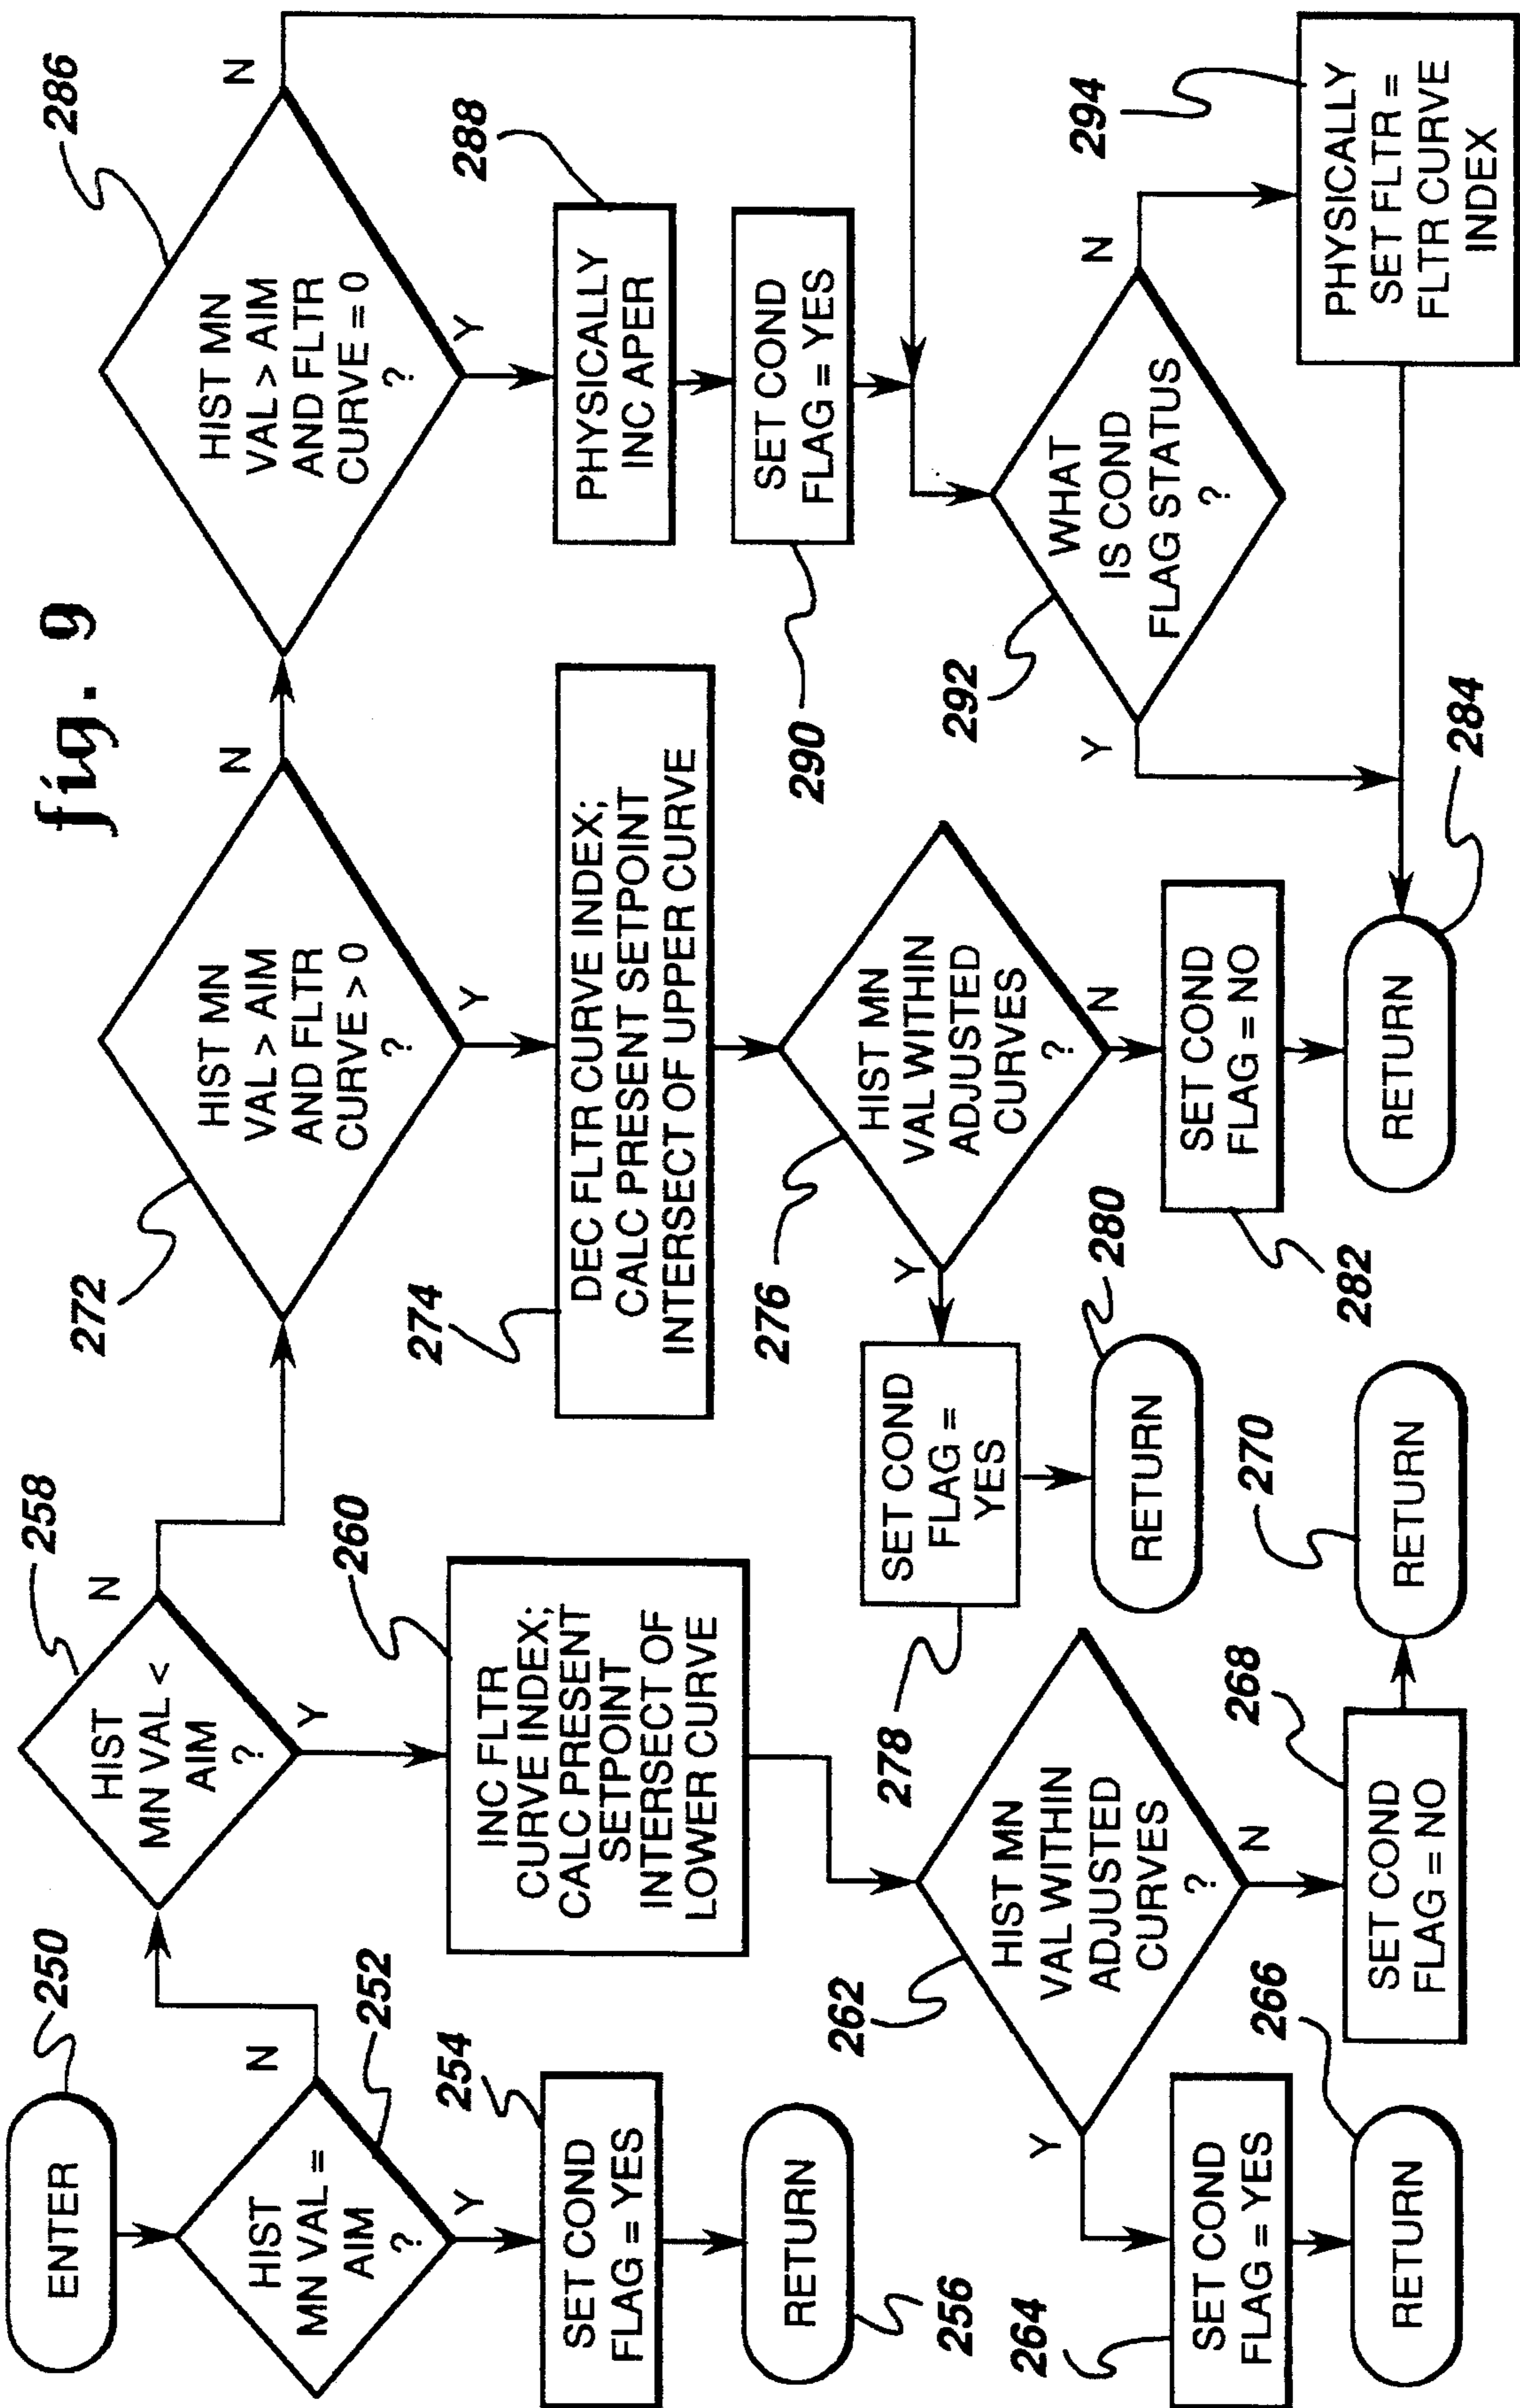 fig. 9
250
ENTER
HIST
MN VAL =
AIM
?
252
N
Y
254
SET COND
FLAG = YES
RETURN
256
258
HIST
MN VAL <
AIM
?
N
Y
260
INC FLTR
CURVE INDEX;
CALC PRESENT
SETPOINT
INTERSECT OF
LOWER CURVE
262
HIST MN
VAL WITHIN
ADJUSTED
CURVES
?
Y
N
264
SET COND
FLAG = YES
266
RETURN
268
SET COND
FLAG = NO
270
RETURN
272
HIST MN
VAL > AIM
AND FLTR
CURVE > 0
?
N
Y
274
DEC FLTR CURVE INDEX;
CALC PRESENT SETPOINT
INTERSECT OF UPPER CURVE
276
HIST MN
VAL WITHIN
ADJUSTED
CURVES
?
Y
N
278
SET COND
FLAG =
YES
280
RETURN
282
SET COND
FLAG = NO
284
RETURN
286
HIST MN
VAL > AIM
AND FLTR
CURVE = 0
?
N
Y
288
PHYSICALLY
INC APER
290
SET COND
FLAG = YES
292
WHAT
IS COND
FLAG STATUS
?
Y
N
294
PHYSICALLY
SET FLTR =
FLTR CURVE
INDEX